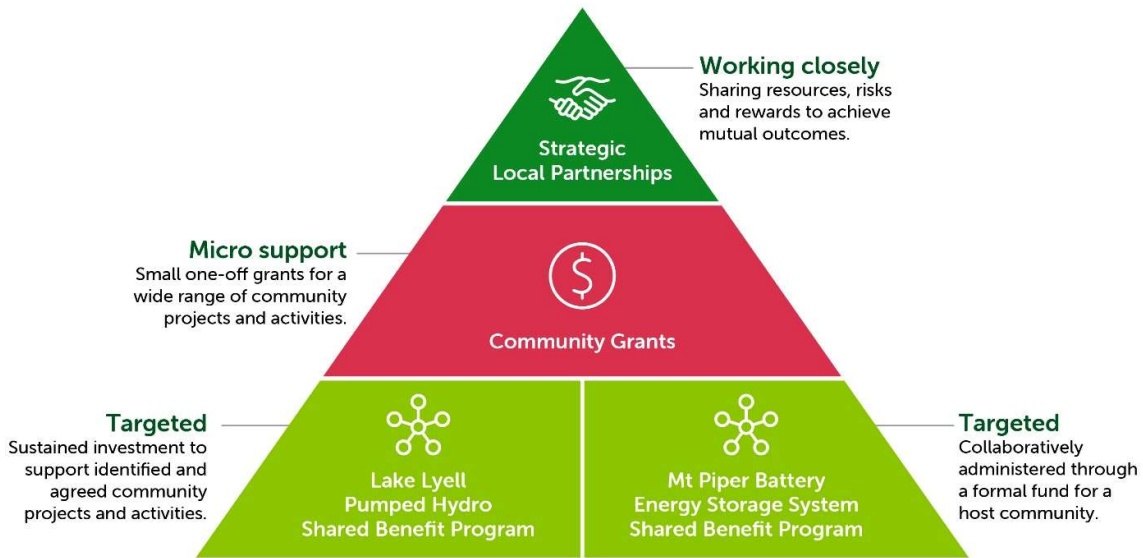 Working closely
Sharing resources, risks
and rewards to achieve
mutual outcomes.
Strategic
Local Partnerships
Micro support
Small one-off grants for a
wide range of community
projects and activities.
$
Community Grants
Targeted
Sustained investment to
support identified and
agreed community
projects and activities.
Lake Lyell
Pumped Hydro
Shared Benefit Program
Mt Piper Battery
Energy Storage System
Shared Benefit Program
Targeted
Collaboratively
administered through
a formal fund for a
host community.